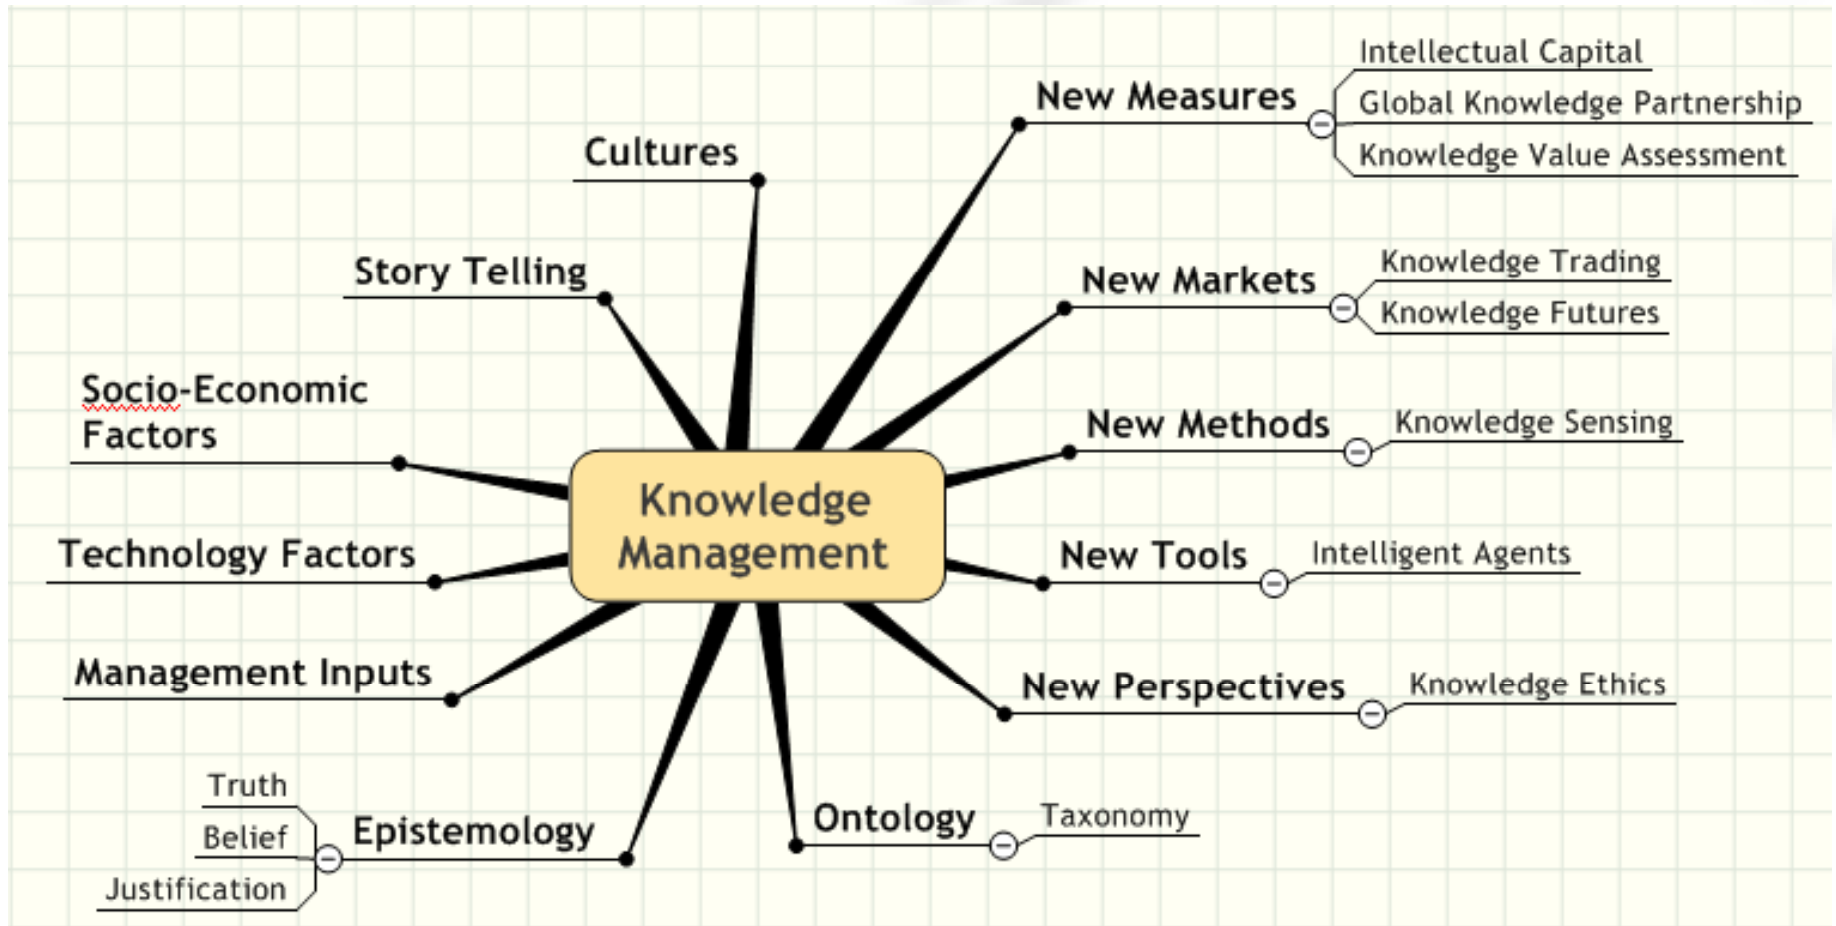 Knowledge
Management
New Measures
Intellectual Capital
Global Knowledge Partnership
Knowledge Value Assessment
New Markets
Knowledge Trading
Knowledge Futures
New Methods
Knowledge Sensing
New Tools
Intelligent Agents
New Perspectives
Knowledge Ethics
Ontology
Taxonomy
Epistemology
Truth
Belief
Justification
Management Inputs
Technology Factors
Socio-Economic
Factors
Story Telling
Cultures